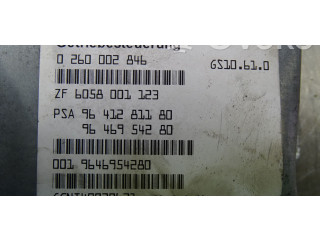 Getriebesteuerung
0 260 002 846 GS10.61.0
ZF 6058 001 123
PSA 96 412 811 80
96 469 542 80
001 9646954280